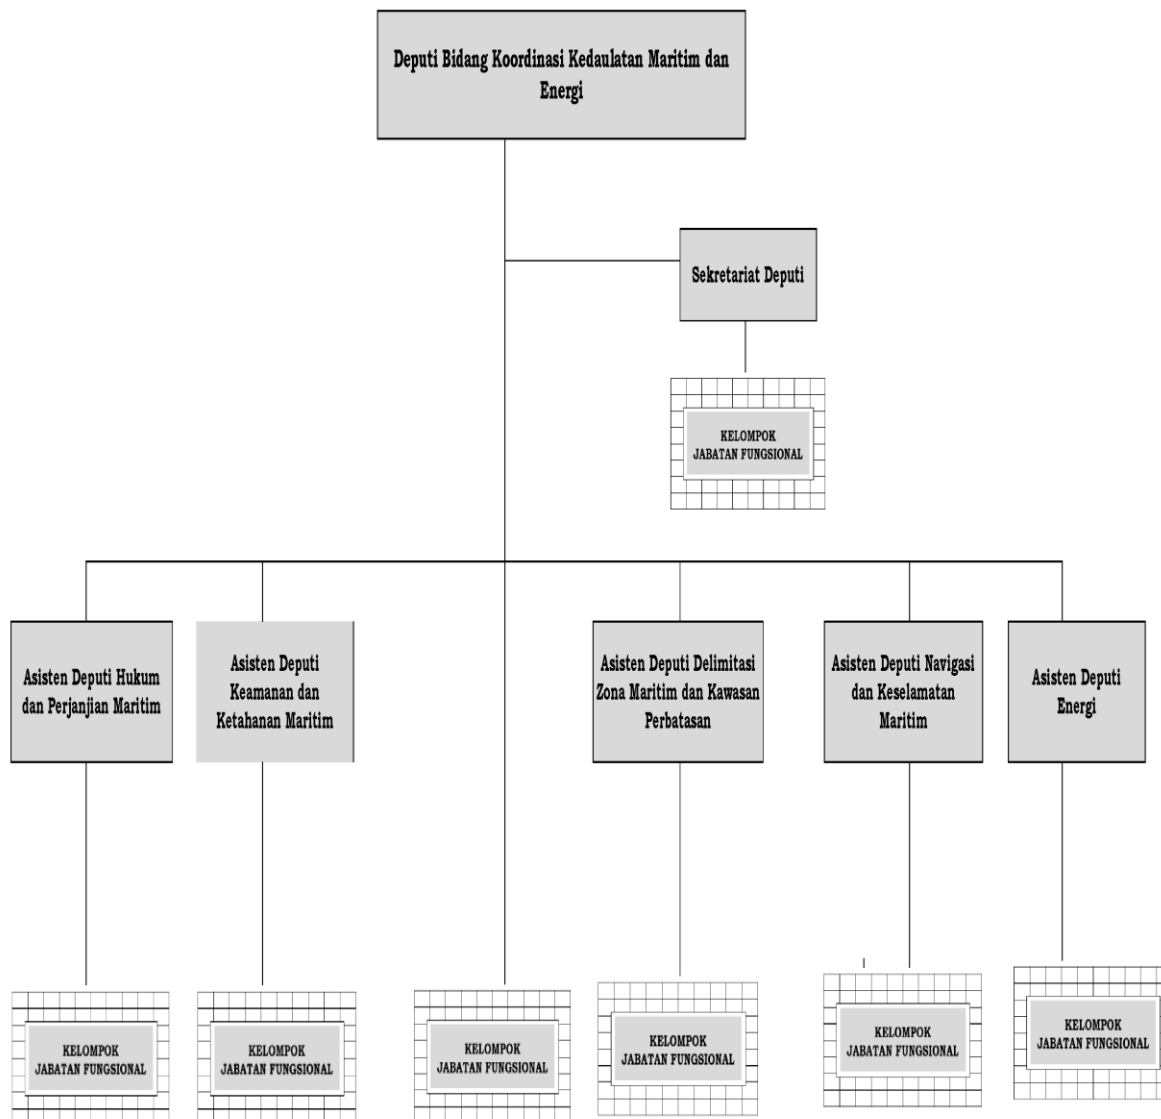 Deputi Bidang Koordinasi Kedaulatan Maritim dan
Energi
Sekretariat Deputi
KELOMPOK
JABATAN FUNGSIONAL
Asisten Deputi Hukum
dan Perjanjian Maritim
Asisten Deputi
Keamanan dan
Ketahanan Maritim
Asisten Deputi Delimitasi
Zona Maritim dan Kawasan
Perbatasan
Asisten Deputi Navigasi
dan Keselamatan
Maritim
Asisten Deputi
Energi
KELOMPOK
JABATAN FUNGSIONAL
KELOMPOK
JABATAN FUNGSIONAL
KELOMPOK
JABATAN FUNGSIONAL
KELOMPOK
JABATAN FUNGSIONAL
KELOMPOK
JABATAN FUNGSIONAL
KELOMPOK
JABATAN FUNGSIONAL